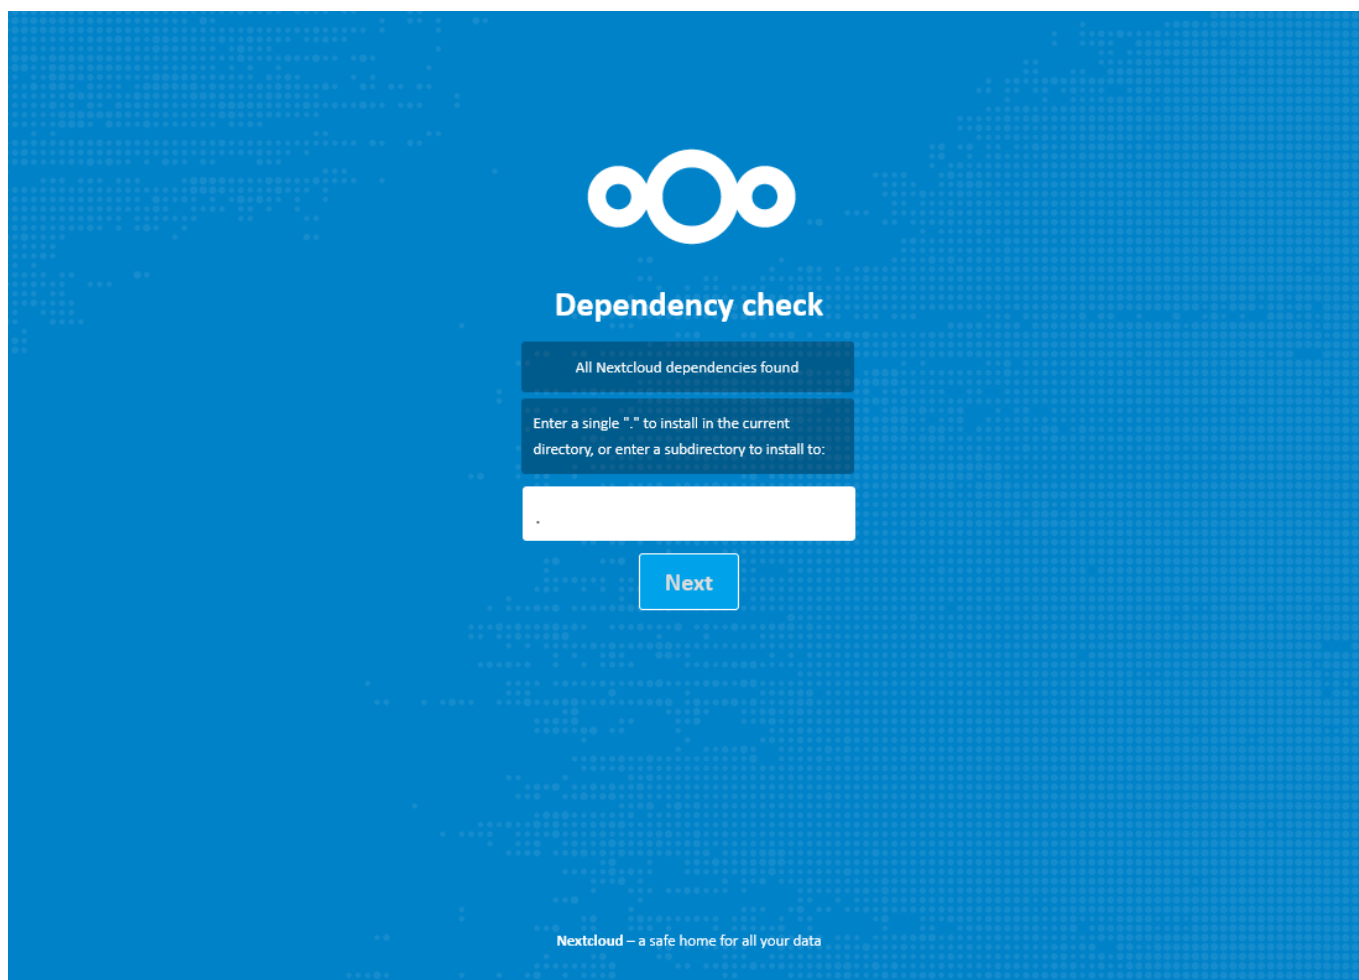 Dependency check
All Nextcloud dependencies found
Enter a single "." to install in the current
directory, or enter a subdirectory to install to:
.
Next
Nextcloud – a safe home for all your data